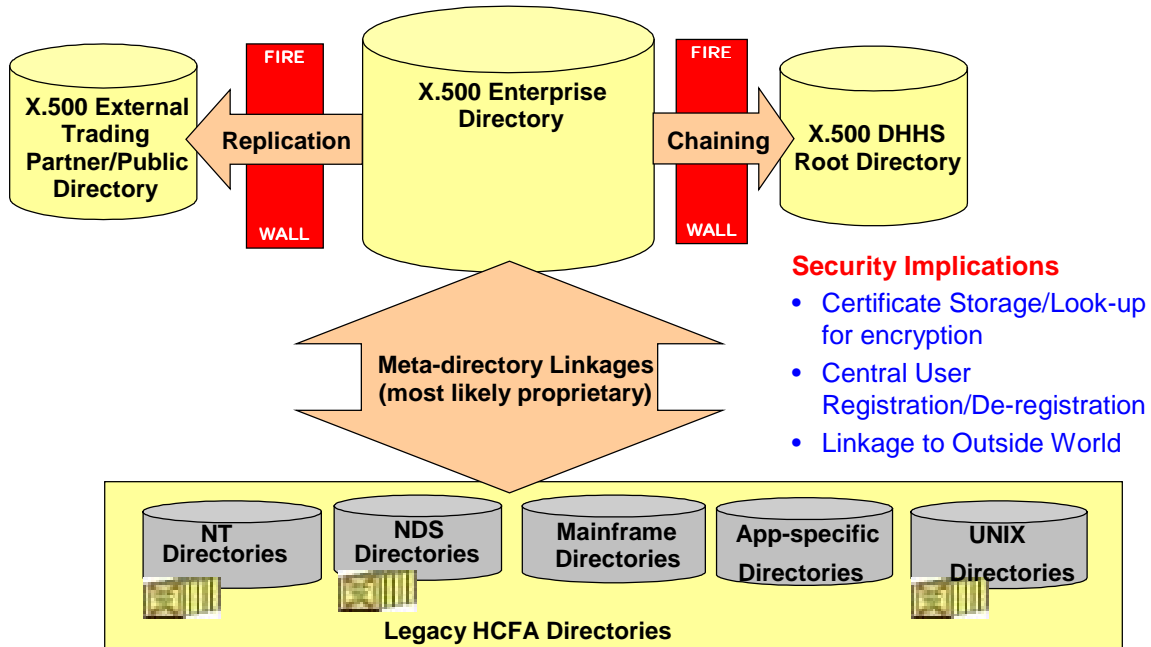 FIRE
WALL
FIRE
WALL
X.500 External
Trading
Partner/Public
Directory
Replication
X.500 Enterprise
Directory
Chaining
X.500 DHHS
Root Directory
Security Implications
• Certificate Storage/Look-up
for encryption
• Central User
Registration/De-registration
• Linkage to Outside World
Meta-directory Linkages
(most likely proprietary)
NT
Directories
NDS
Directories
Mainframe
Directories
App-specific
Directories
UNIX
Directories
Legacy HCFA Directories